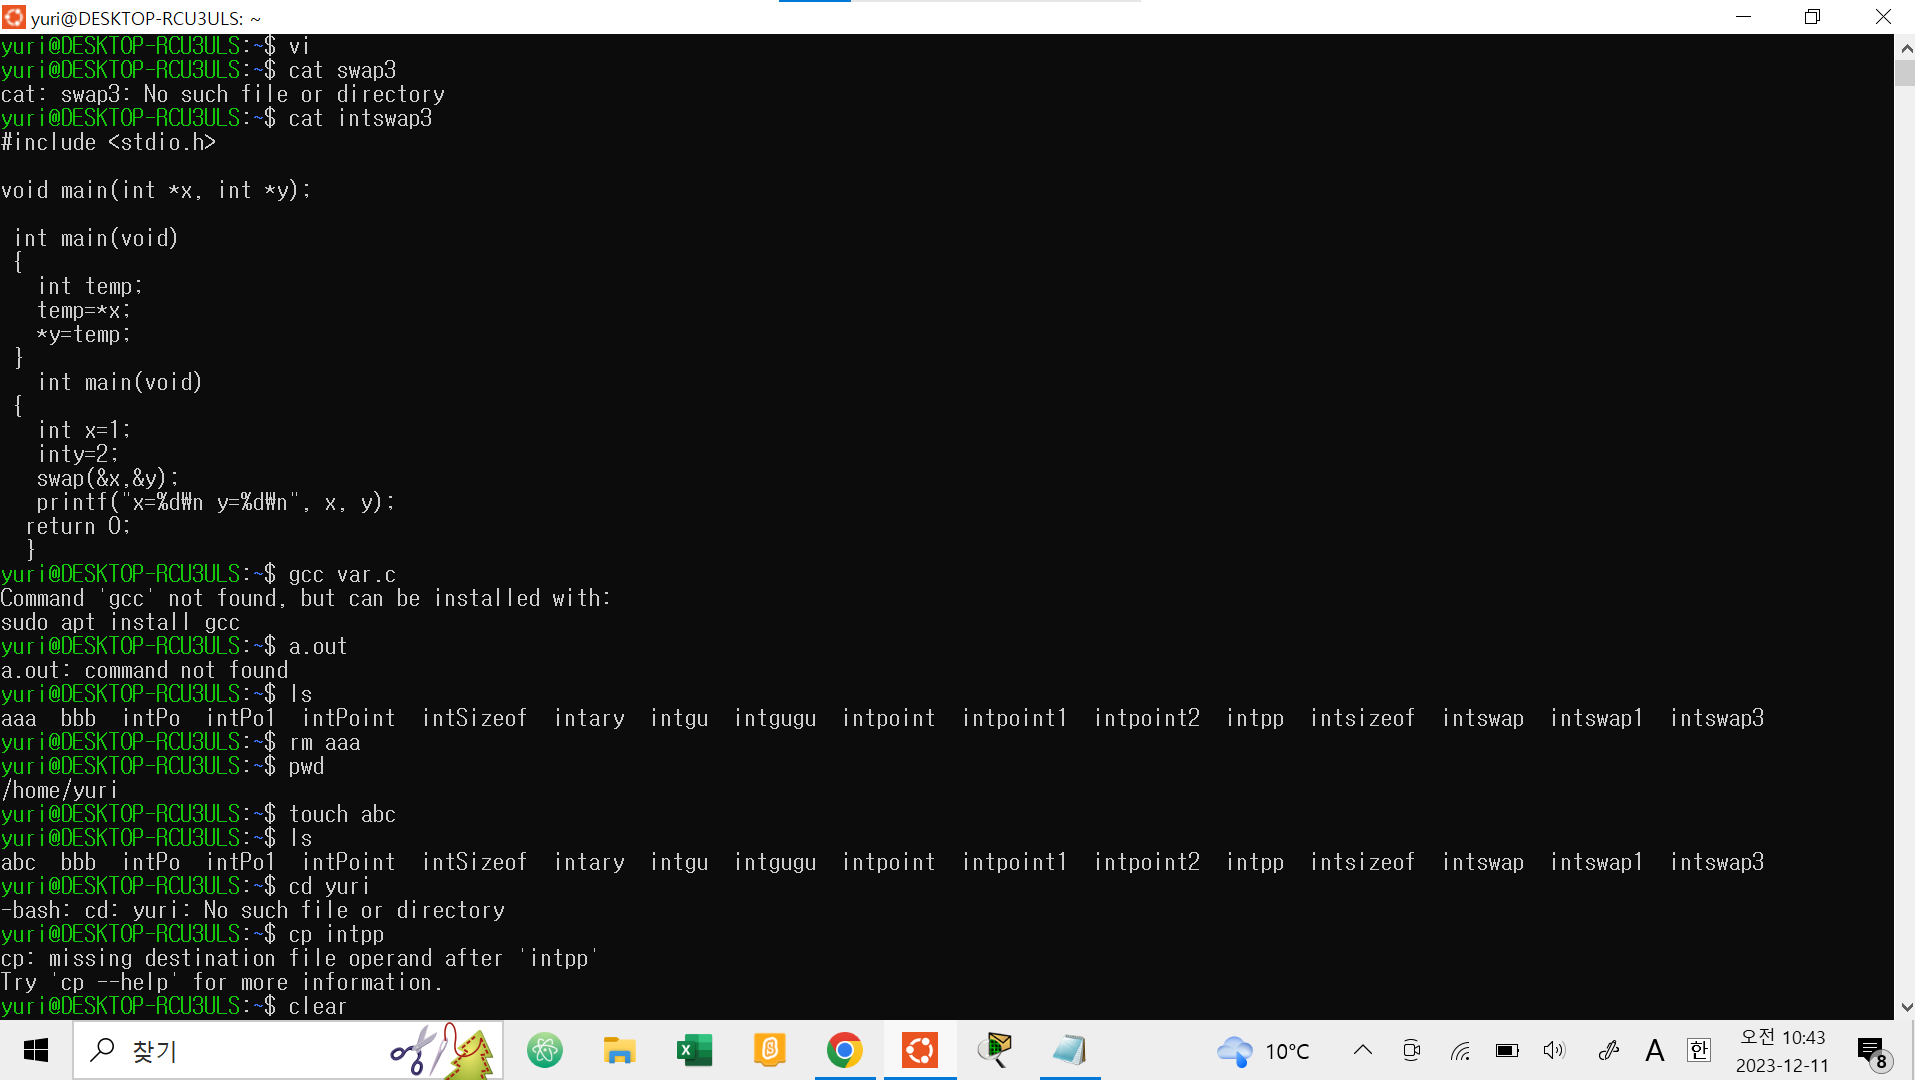 yuri@DESKTOP-RCU3ULS: ~
yuri@DESKTOP-RCU3ULS:~$ vi
yuri@DESKTOP-RCU3ULS:~$ cat swap3
cat: swap3: No such file or directory
yuri@DESKTOP-RCU3ULS:~$ cat intswap3
#include <stdio.h>

void main(int *x, int *y);

 int main(void)
 {
   int temp;
   temp=*x;
   *y=temp;
 }
   int main(void)
 {
   int x=1;
   inty=2;
   swap(&x,&y);
   printf("x=%d₩n y=%d₩n", x, y);
  return 0;
  }
yuri@DESKTOP-RCU3ULS:~$ gcc var.c
Command 'gcc' not found, but can be installed with:
sudo apt install gcc
yuri@DESKTOP-RCU3ULS:~$ a.out
a.out: command not found
yuri@DESKTOP-RCU3ULS:~$ ls
aaa  bbb  intPo  intPo1  intPoint  intSizeof  intary  intgu  intgugu  intpoint  intpoint1  intpoint2  intpp  intsizeof  intswap  intswap1  intswap3
yuri@DESKTOP-RCU3ULS:~$ rm aaa
yuri@DESKTOP-RCU3ULS:~$ pwd
/home/yuri
yuri@DESKTOP-RCU3ULS:~$ touch abc
yuri@DESKTOP-RCU3ULS:~$ ls
abc  bbb  intPo  intPo1  intPoint  intSizeof  intary  intgu  intgugu  intpoint  intpoint1  intpoint2  intpp  intsizeof  intswap  intswap1  intswap3
yuri@DESKTOP-RCU3ULS:~$ cd yuri
-bash: cd: yuri: No such file or directory
yuri@DESKTOP-RCU3ULS:~$ cp intpp
cp: missing destination file operand after 'intpp'
Try 'cp --help' for more information.
yuri@DESKTOP-RCU3ULS:~$ clear
찾기
10°C
A
한
오전 10:43
2023-12-11
8